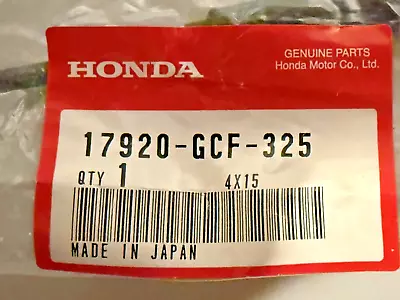 HONDA
GENUINE PARTS
Honda Motor Co., Ltd.
17920-GCF-325
QTY 1 4X15
MADE IN JAPAN